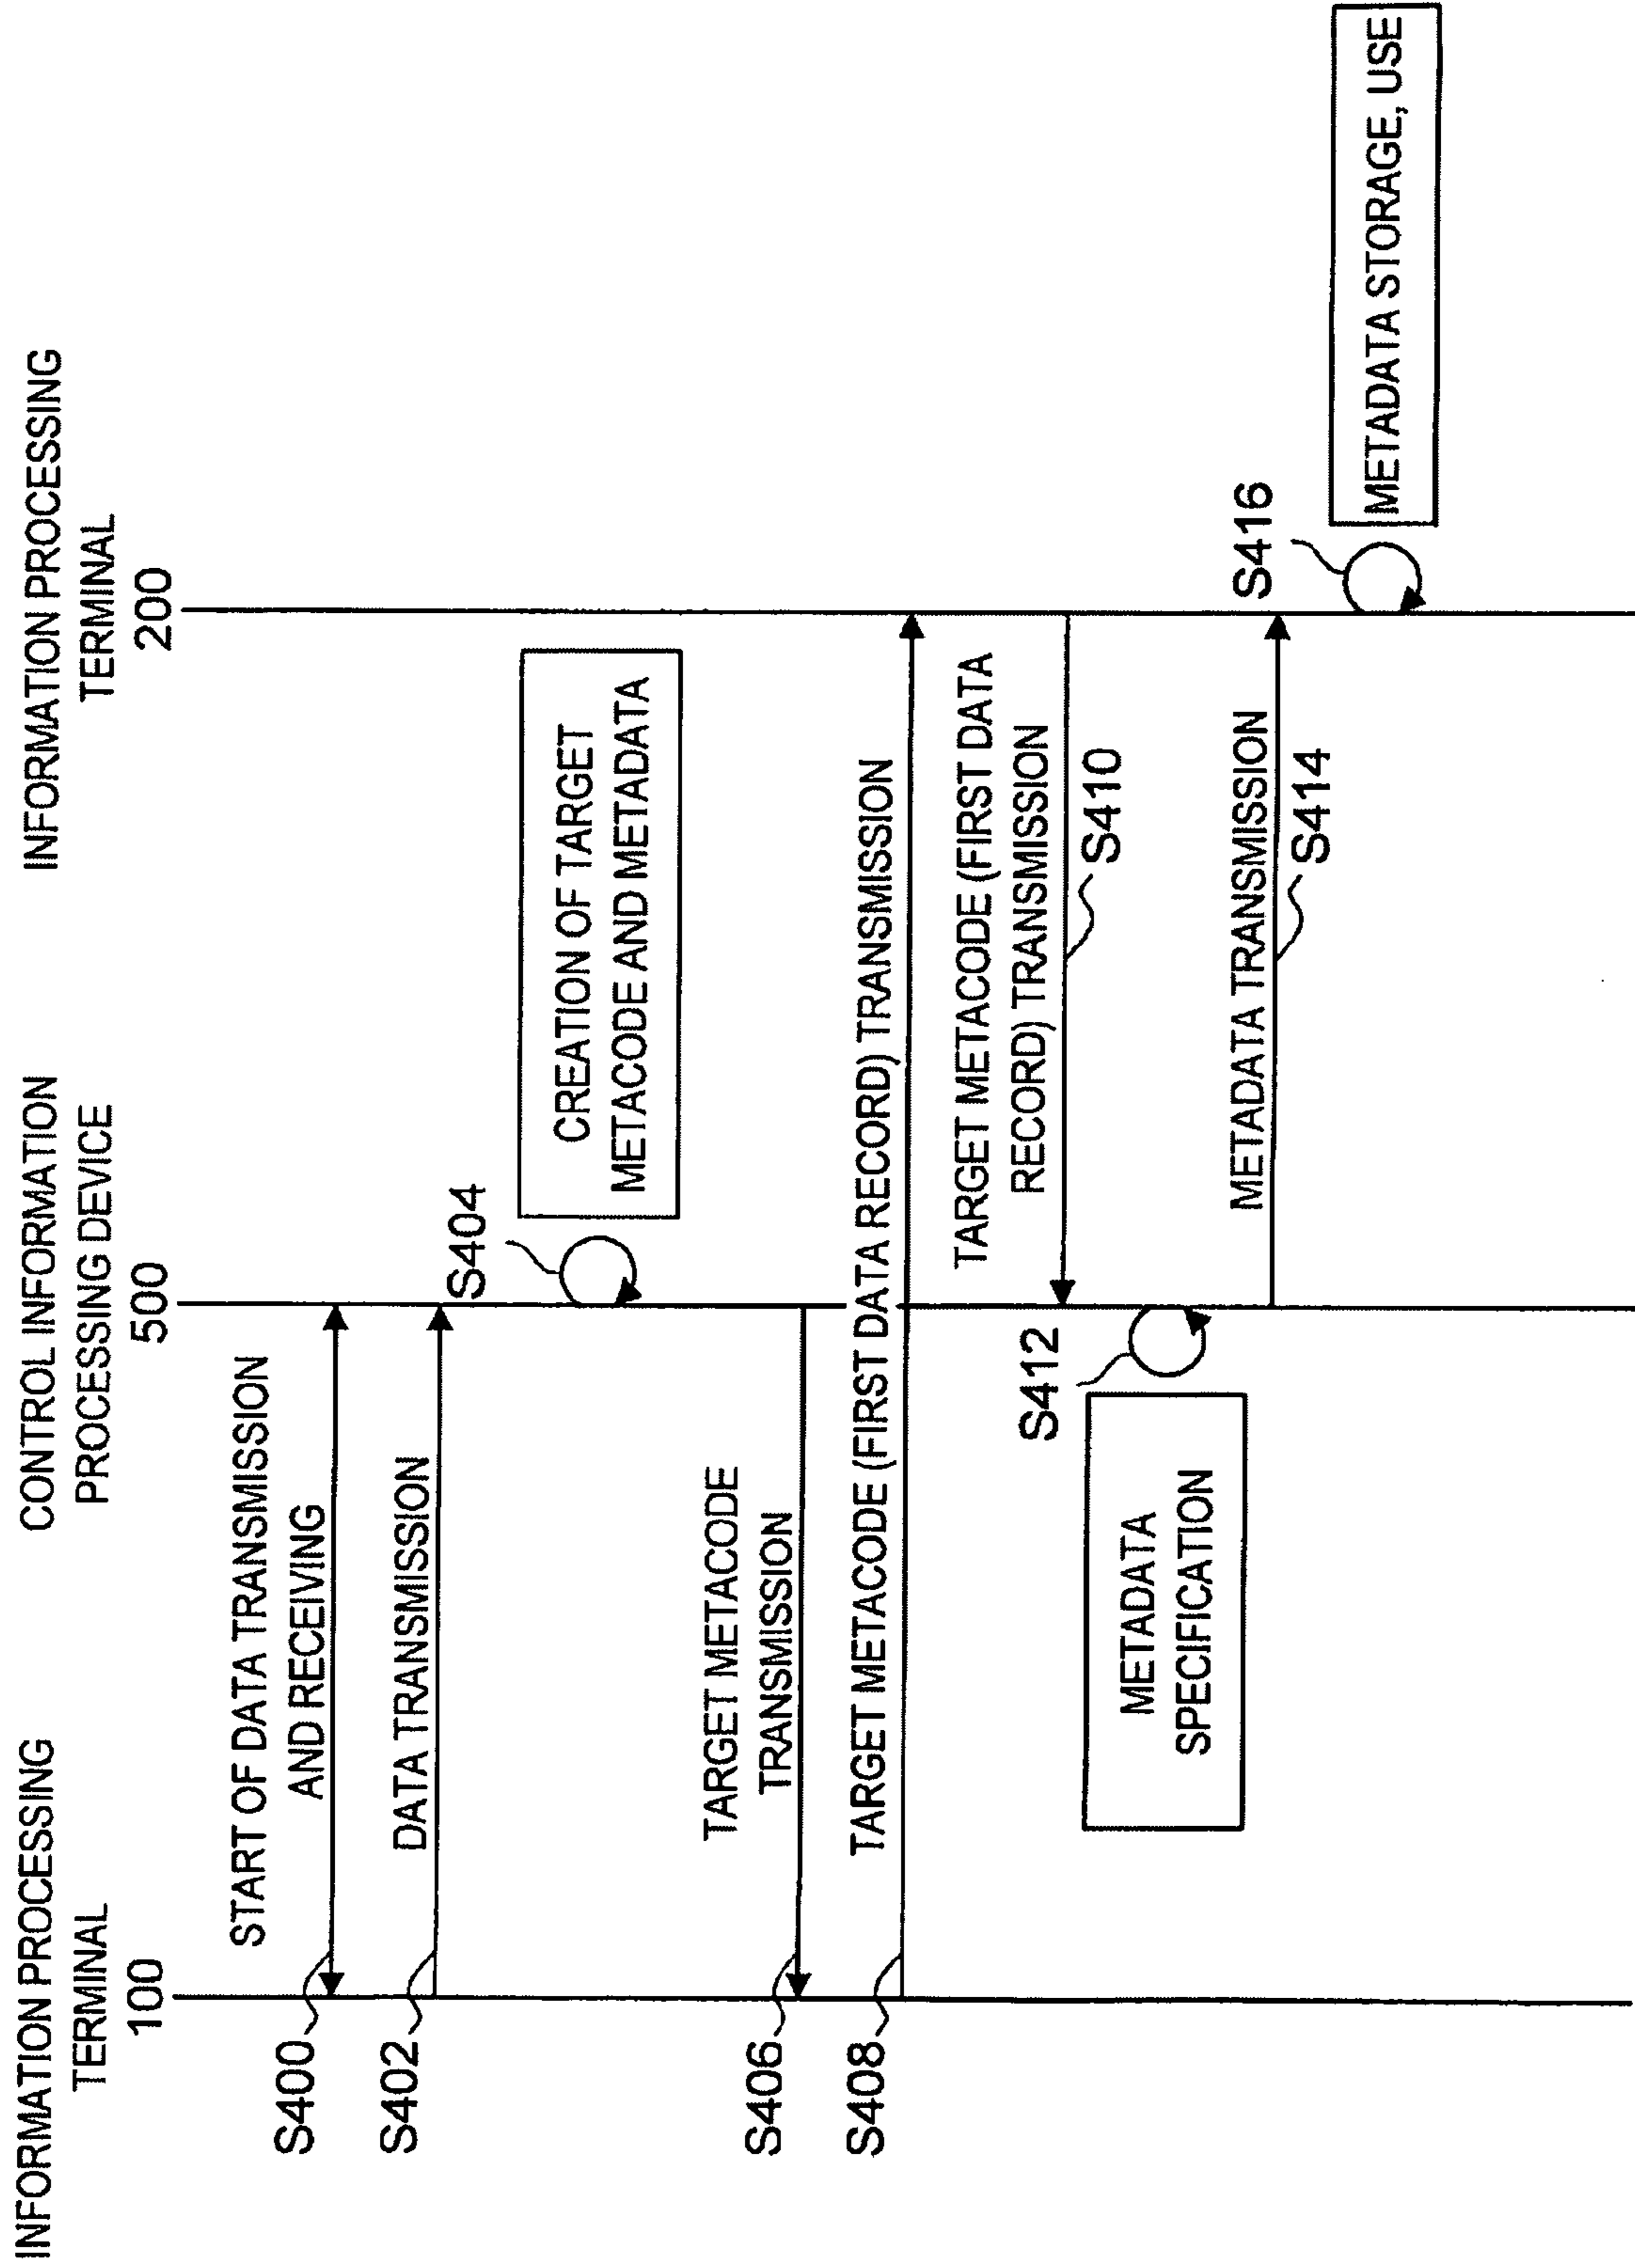 INFORMATION PROCESSING
TERMINAL
100
CONTROL INFORMATION
PROCESSING DEVICE
500
INFORMATION PROCESSING
TERMINAL
200
S400
START OF DATA TRANSMISSION
AND RECEIVING
S402
DATA TRANSMISSION
S404
CREATION OF TARGET
METACODE AND METADATA
S406
TARGET METACODE
TRANSMISSION
S408
TARGET METACODE (FIRST DATA RECORD) TRANSMISSION
TARGET METACODE (FIRST DATA
RECORD) TRANSMISSION
S410
S412
METADATA
SPECIFICATION
METADATA TRANSMISSION
S414
S416
METADATA STORAGE, USE